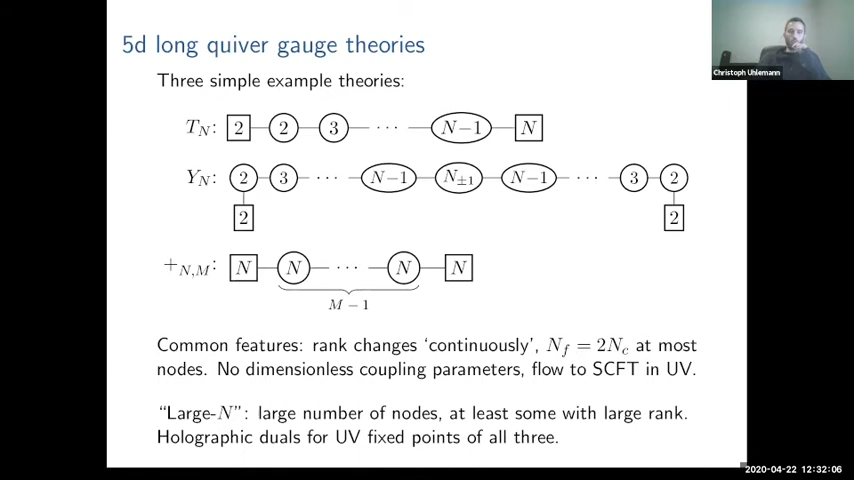 5d long quiver gauge theories
Christoph Uhlemann
Three simple example theories:
T_N: 2 2 3 ··· N−1 N
Y_N: 2 3 ··· N−1 N±1 N−1 ··· 3 2
2 2
+N,M: N N ··· N N
M − 1
Common features: rank changes ‘continuously’, N_f = 2N_c at most
nodes. No dimensionless coupling parameters, flow to SCFT in UV.
“Large-N”: large number of nodes, at least some with large rank.
Holographic duals for UV fixed points of all three.
2020-04-22 12:32:06